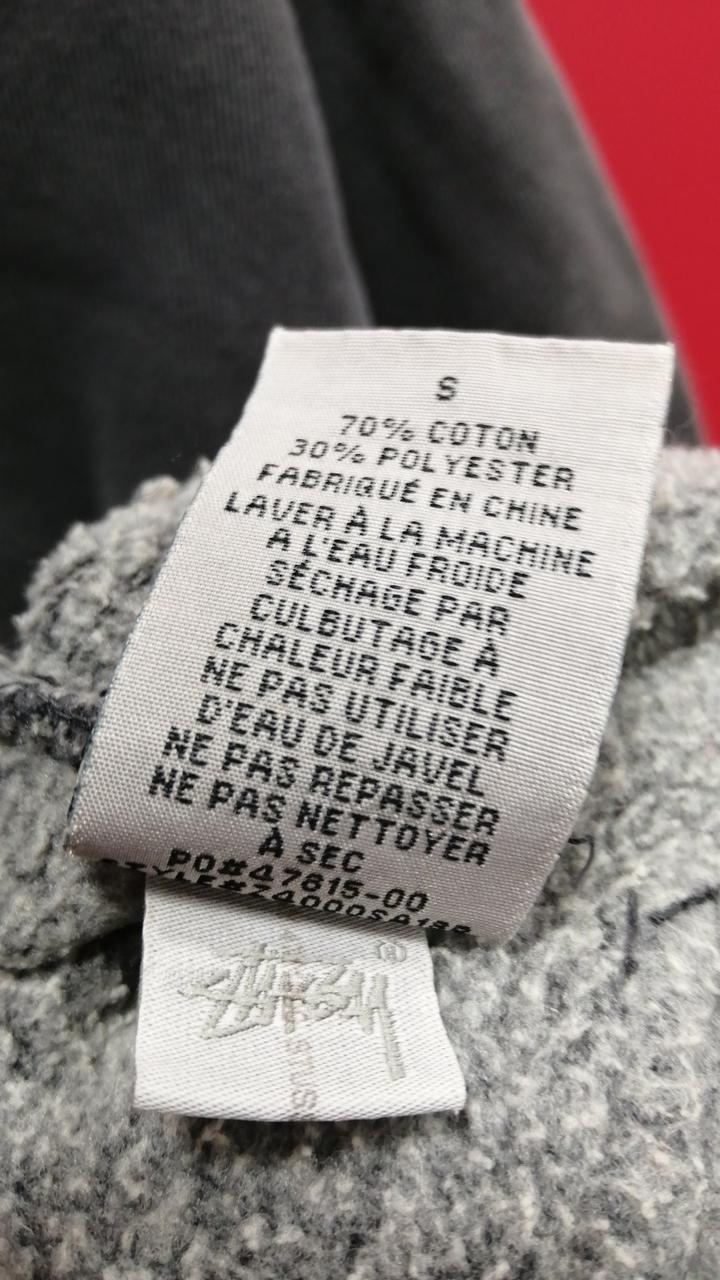 S
70% COTON
30% POLYESTER
FABRIQUÉ EN CHINE
LAVER À LA MACHINE
A L'EAU FROIDE
SÉCHAGE PAR
CULBUTAGE À
CHALEUR FAIBLE
NE PAS UTILISER
D'EAU DE JAVEL
NE PAS REPASSER
NE PAS NETTOYER
À SEC
PO#47615-00